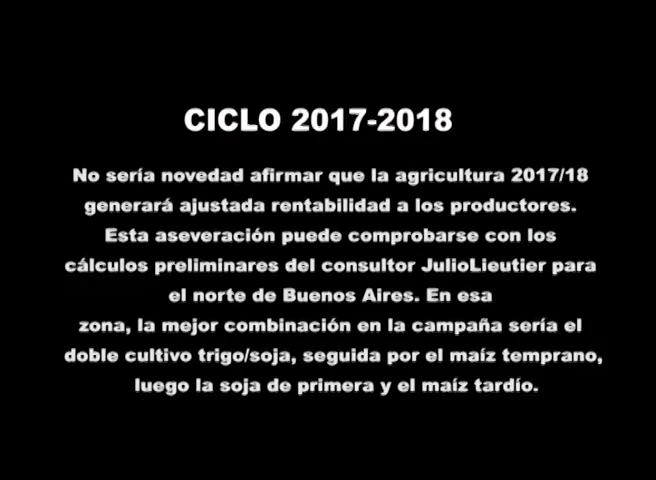 CICLO 2017-2018
No sería novedad afirmar que la agricultura 2017/18
generará ajustada rentabilidad a los productores.
Esta aseveración puede comprobarse con los
cálculos preliminares del consultor JulioLieutier para
el norte de Buenos Aires. En esa
zona, la mejor combinación en la campaña sería el
doble cultivo trigo/soja, seguida por el maíz temprano,
luego la soja de primera y el maíz tardío.